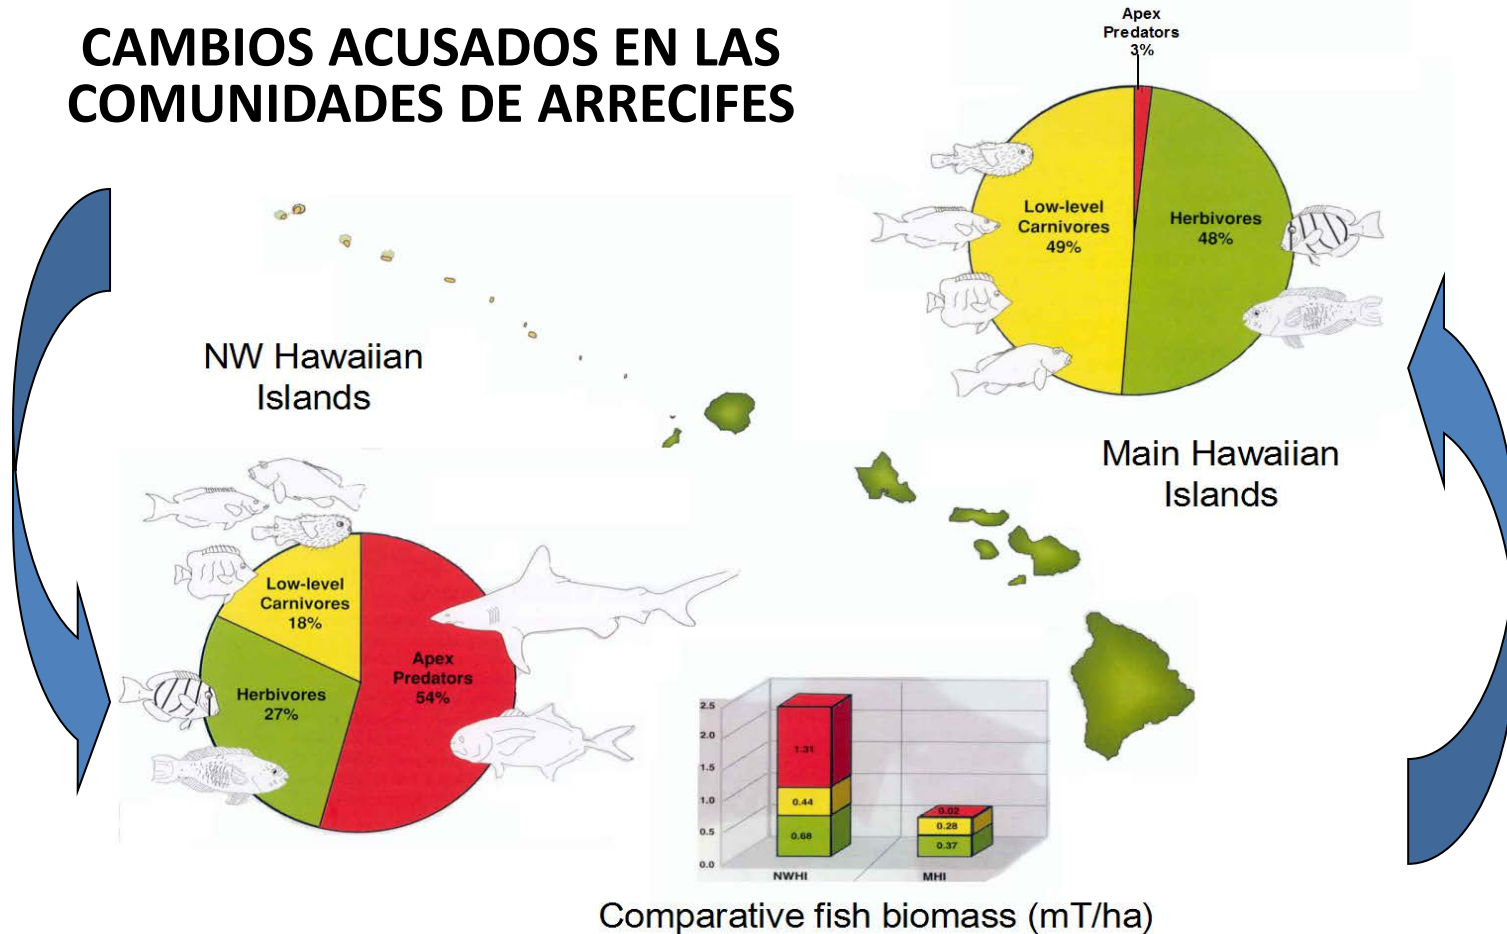 CAMBIOS ACUSADOS EN LAS
COMUNIDADES DE ARRECIFES
Apex
Predators
3%
Low-level
Carnivores
49%
Herbivores
48%
NW Hawaiian
Islands
Main Hawaiian
Islands
Low-level
Carnivores
18%
Herbivores
27%
Apex
Predators
54%
2.5
2.0
1.5
1.0
0.5
0.0
1.31
0.44
0.68
0.02
0.28
0.37
NWHI
MHI
Comparative fish biomass (mT/ha)